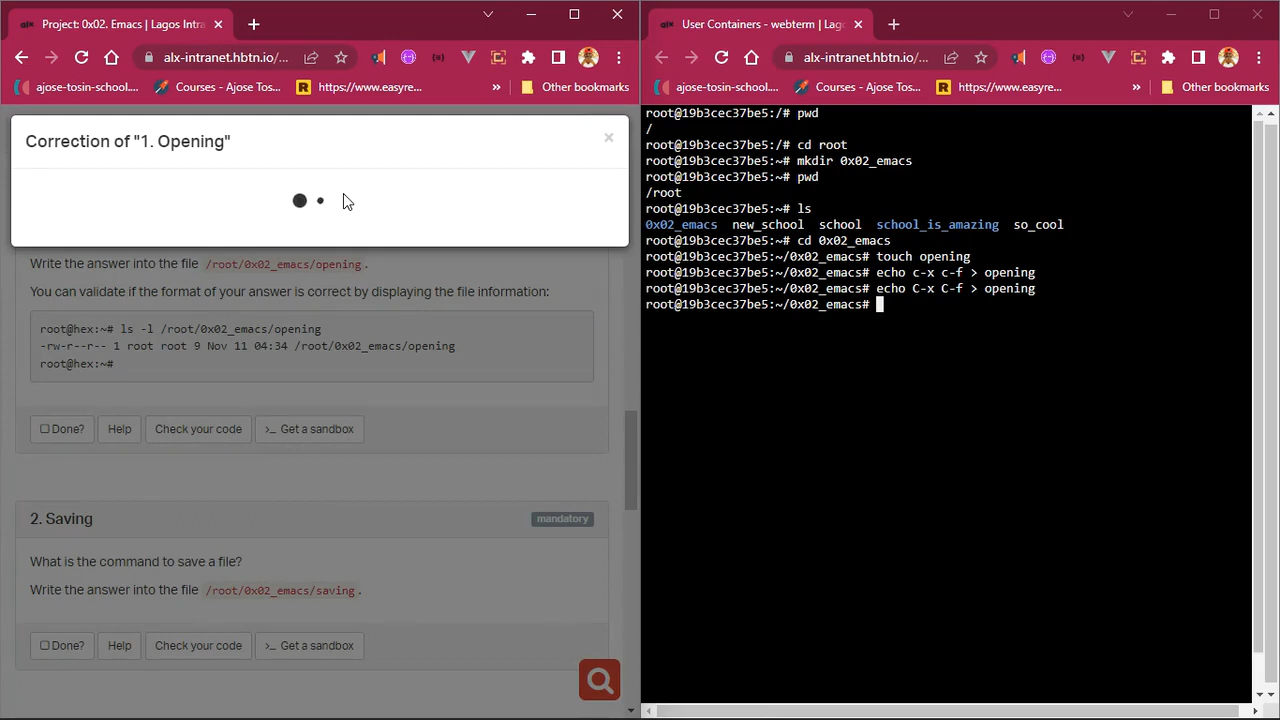 alx Project: 0x02. Emacs | Lagos Intra
alx-intranet.hbtn.io/...
ajose-tosin-school....
Courses - Ajose Tos...
R https://www.easyre...
»
Other bookmarks
Correction of "1. Opening"
×
Write the answer into the file /root/0x02_emacs/opening.
You can validate if the format of your answer is correct by displaying the file information:
root@hex:~# ls -l /root/0x02_emacs/opening
-rw-r--r-- 1 root root 9 Nov 11 04:34 /root/0x02_emacs/opening
root@hex:~#
Done?
Help
Check your code
>_ Get a sandbox
2. Saving
mandatory
What is the command to save a file?
Write the answer into the file /root/0x02_emacs/saving.
Done?
Help
Check your code
>_ Get a sandbox
alx User Containers - webterm | Lag
alx-intranet.hbtn.io/...
ajose-tosin-school....
Courses - Ajose Tos...
R https://www.easyre...
»
Other bookmarks
root@19b3cec37be5:/# pwd
/
root@19b3cec37be5:/# cd root
root@19b3cec37be5:~# mkdir 0x02_emacs
root@19b3cec37be5:~# pwd
/root
root@19b3cec37be5:~# ls
0x02_emacs new_school school school_is_amazing so_cool
root@19b3cec37be5:~# cd 0x02_emacs
root@19b3cec37be5:~/0x02_emacs# touch opening
root@19b3cec37be5:~/0x02_emacs# echo c-x c-f > opening
root@19b3cec37be5:~/0x02_emacs# echo C-x C-f > opening
root@19b3cec37be5:~/0x02_emacs#